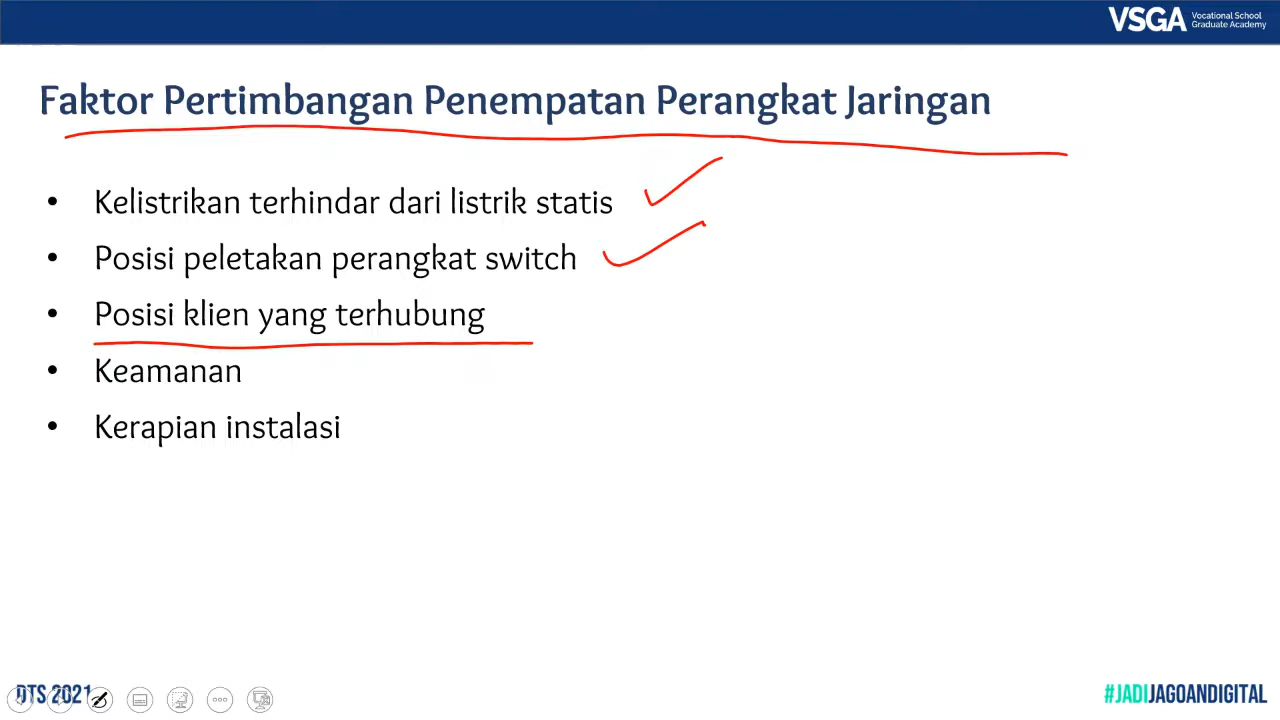 VSGA Vocational School
Graduate Academy
Faktor Pertimbangan Penempatan Perangkat Jaringan
• Kelistrikan terhindar dari listrik statis
• Posisi peletakan perangkat switch
• Posisi klien yang terhubung
• Keamanan
• Kerapian instalasi
DTS 2021
#JADIJAGOANDIGITAL